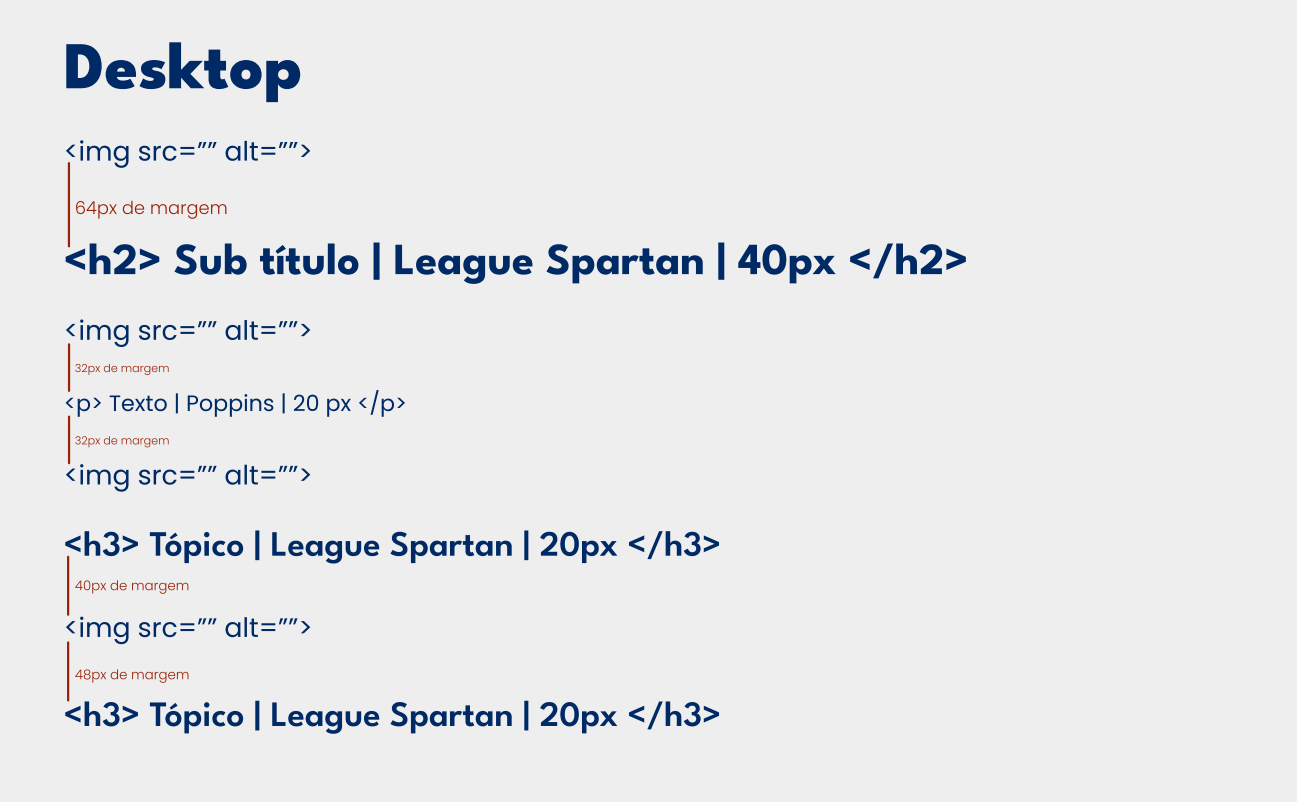 Desktop
<img src=”” alt=””>
64px de margem
<h2> Sub título | League Spartan | 40px </h2>
<img src=”” alt=””>
32px de margem
<p> Texto | Poppins | 20 px </p>
32px de margem
<img src=”” alt=””>
<h3> Tópico | League Spartan | 20px </h3>
40px de margem
<img src=”” alt=””>
48px de margem
<h3> Tópico | League Spartan | 20px </h3>